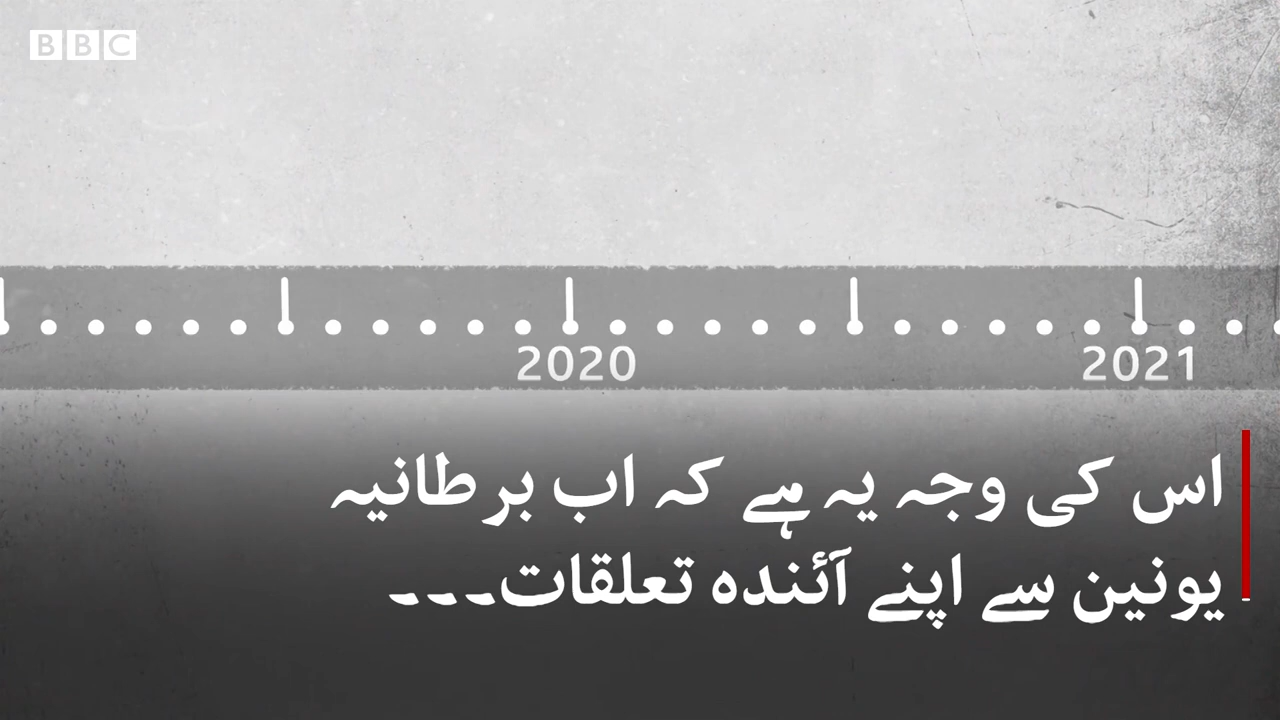 BBC
2020 2021
اس کی وجہ یہ ہے کہ اب برطانیہ
یونین سے اپنے آئندہ تعلقات۔۔۔